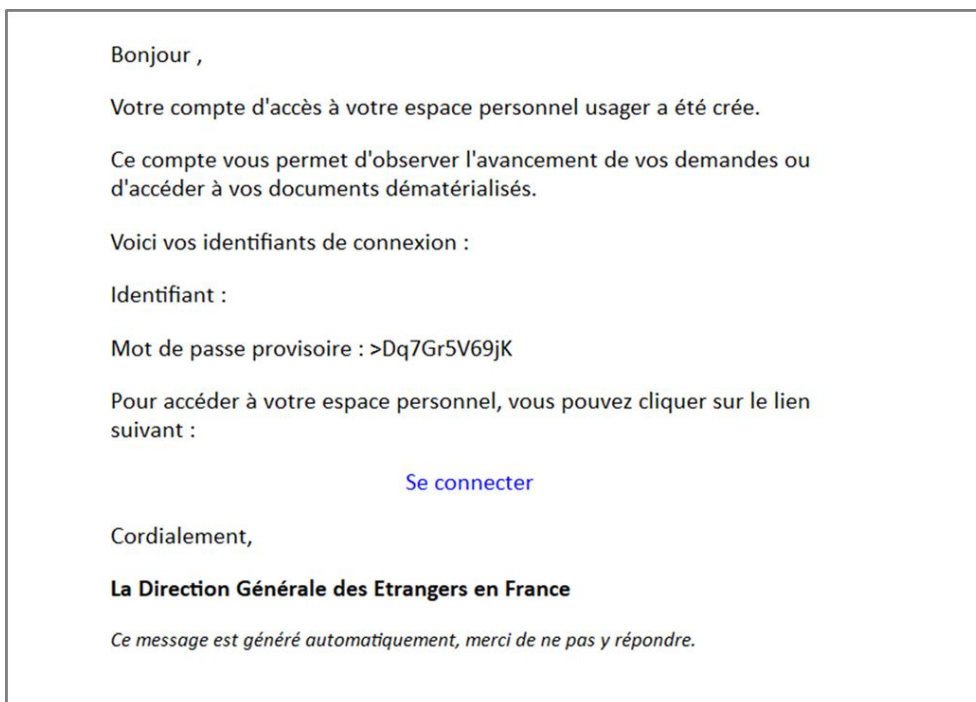 Bonjour ,
Votre compte d'accès à votre espace personnel usager a été crée.
Ce compte vous permet d'observer l'avancement de vos demandes ou
d'accéder à vos documents dématérialisés.
Voici vos identifiants de connexion :
Identifiant :
Mot de passe provisoire : >Dq7Gr5V69jK
Pour accéder à votre espace personnel, vous pouvez cliquer sur le lien
suivant :
Se connecter
Cordialement,
La Direction Générale des Etrangers en France
Ce message est généré automatiquement, merci de ne pas y répondre.